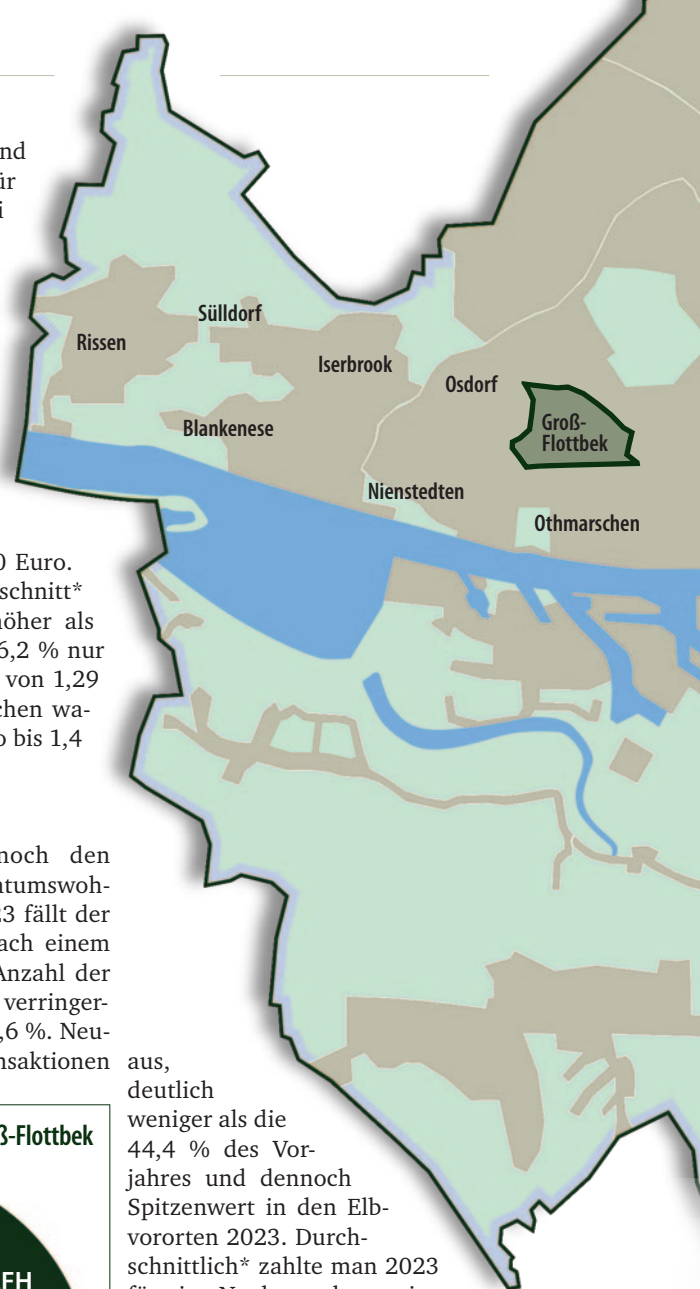 nd
ür
i
Sülldorf
Rissen
Iserbrook
Osdorf
Groß-
Flottbek
Blankenese
Nienstedten
Othmarschen
0 Euro.
schnitt*
höher als
6,2 % nur
von 1,29
chen wa-
o bis 1,4
noch den
ntumswoh-
23 fällt der
ach einem
Anzahl der
verringer-
,6 %. Neu-
nsaktionen
aus,
deutlich
weniger als die
44,4 % des Vor-
jahres und dennoch
Spitzenwert in den Elb-
vororten 2023. Durch-
schnittlich* zahlte man 2023
ß-Flottbek
FH